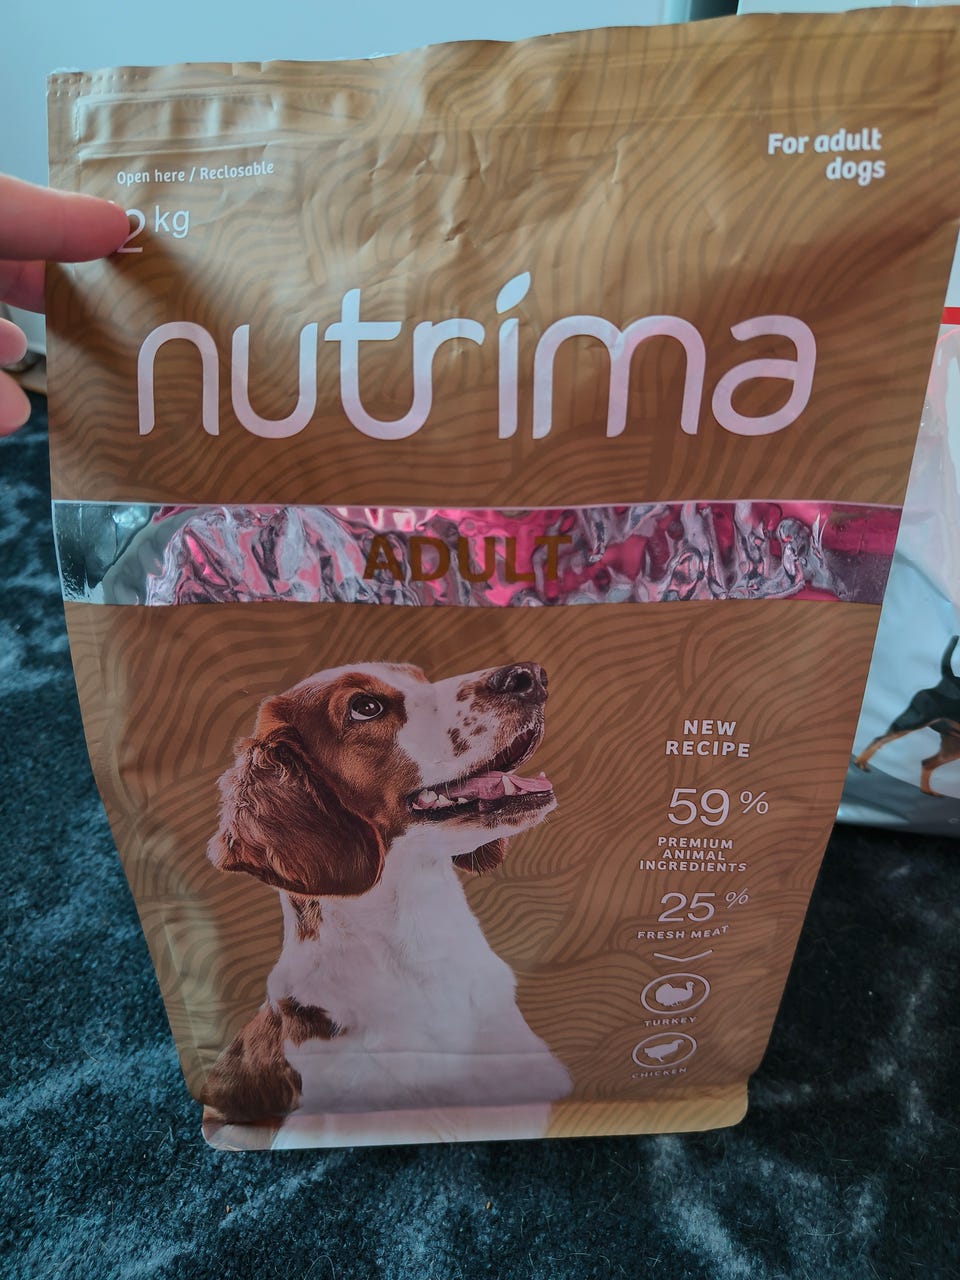 Open here / Reclosable
For adult
dogs
2 kg
nutrima
ADULT
NEW
RECIPE
59%
PREMIUM
ANIMAL
INGREDIENTS
25%
FRESH MEAT
TURKEY
CHICKEN